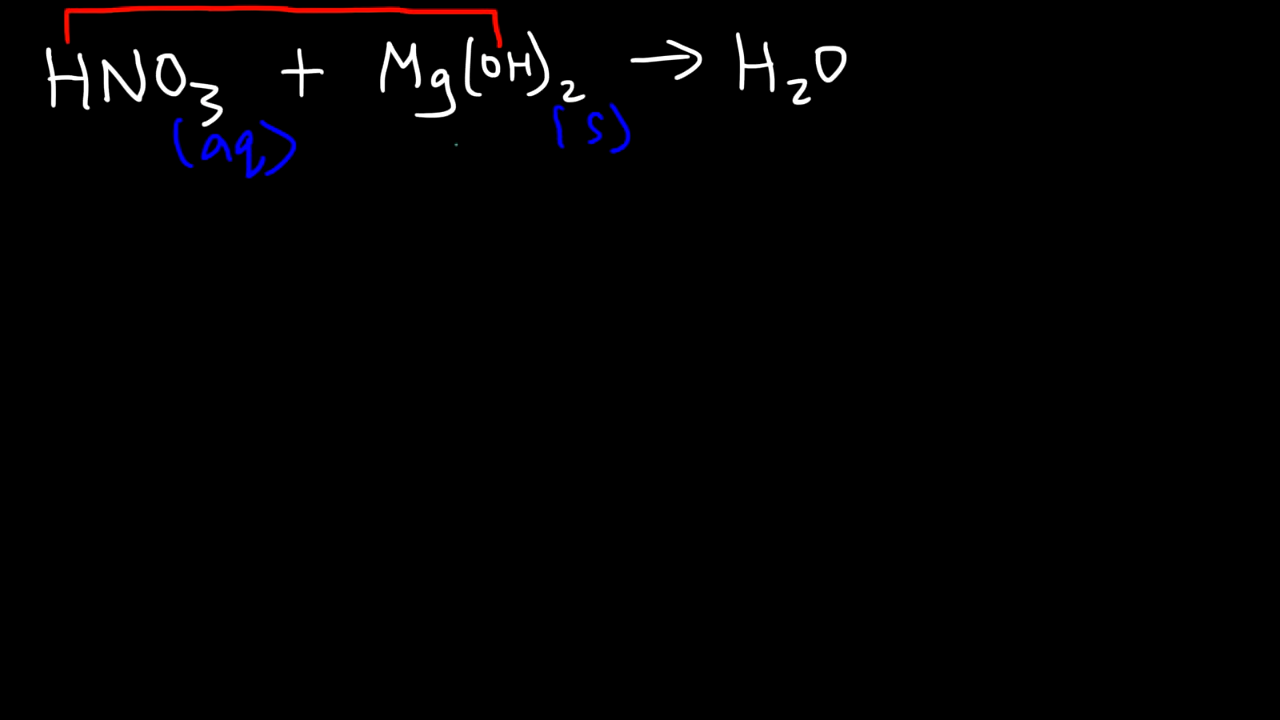 HNO₃ + Mg(OH)₂ → H₂O
(aq) (s)